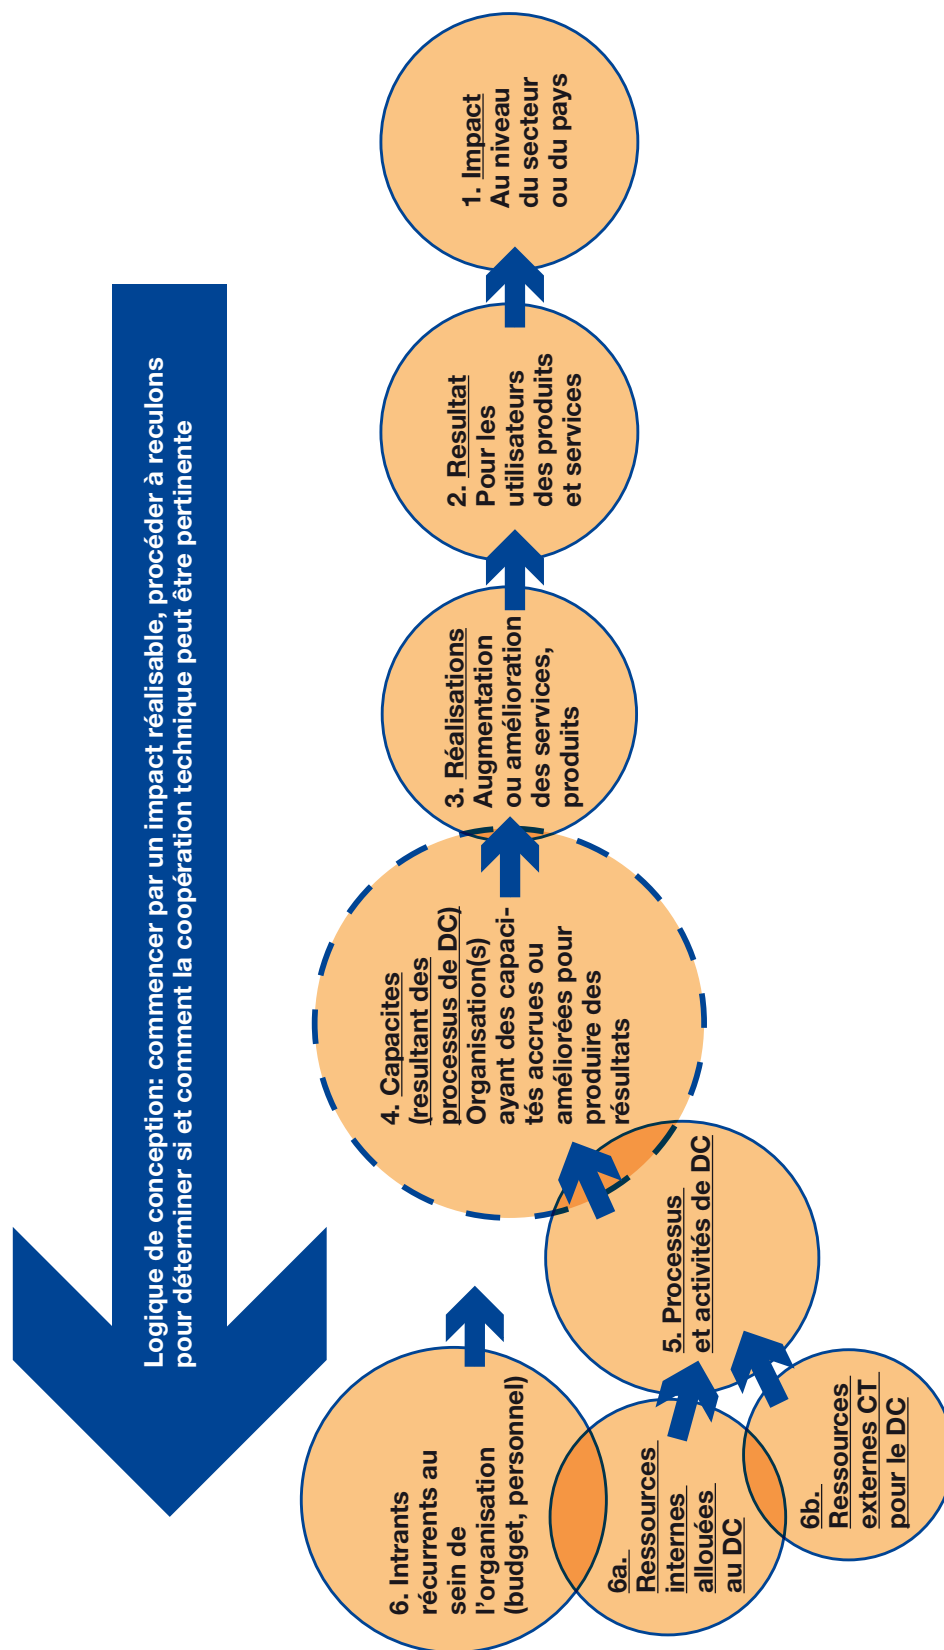 Logique de conception: commencer par un impact réalisable, procéder à reculons
pour déterminer si et comment la coopération technique peut être pertinente
6. Intrants
récurrents au
sein de
l'organisation
(budget, personnel)
6a.
Ressources
internes
allouées
au DC
6b.
Ressources
externes CT
pour le DC
5. Processus
et activités de DC
4. Capacites
(resultant des
processus de DC)
Organisation(s)
ayant des capaci-
tés accrues ou
améliorées pour
produire des
résultats
3. Réalisations
Augmentation
ou amélioration
des services,
produits
2. Resultat
Pour les
utilisateurs
des produits
et services
1. Impact
Au niveau
du secteur
ou du pays